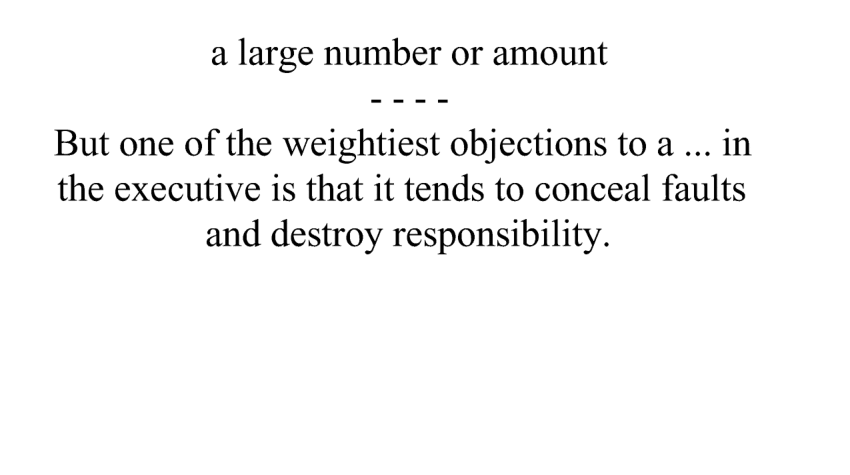 a large number or amount
- - - -
But one of the weightiest objections to a ... in
the executive is that it tends to conceal faults
and destroy responsibility.